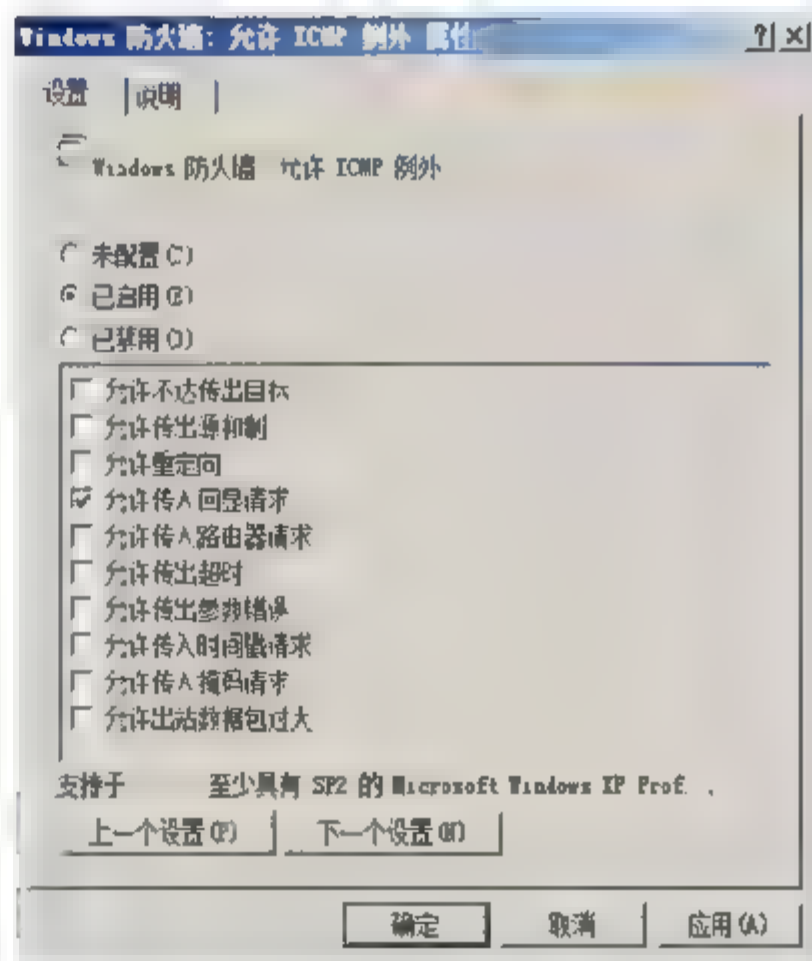 Windows 防火墙: 允许 ICMP 例外 属性
? ×
设置 说明
Windows 防火墙 允许 ICMP 例外
未配置(C)
已启用(E)
已禁用(D)
允许不达传出目标
允许传出源抑制
允许重定向
允许传入回显请求
允许传入路由器请求
允许传出超时
允许传出参数错误
允许传入时间戳请求
允许传入掩码请求
允许出站数据包过大
支持于 至少具有 SP2 的 Microsoft Windows XP Prof.
上一个设置(P) 下一个设置(N)
确定 取消 应用(A)